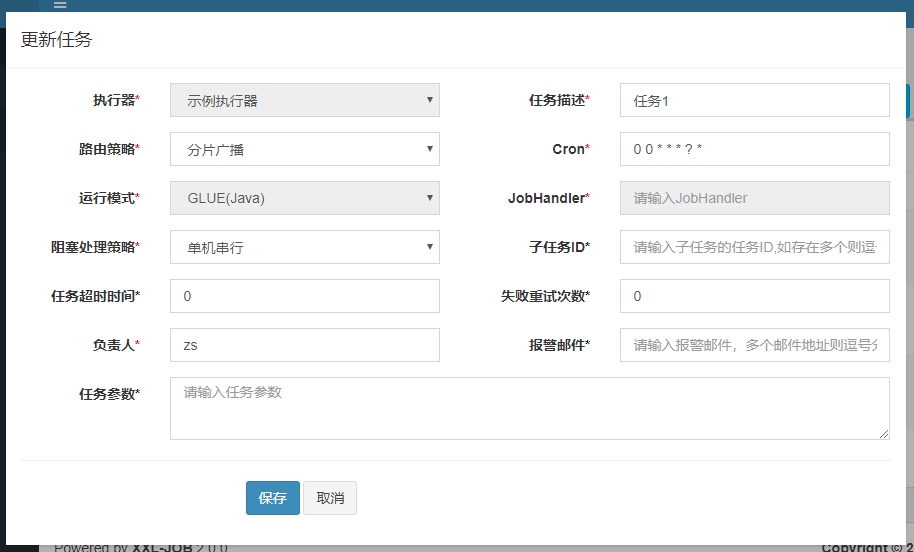 更新任务
执行器* 示例执行器 任务描述* 任务1
路由策略* 分片广播 Cron* 0 0 * * * ? *
运行模式* GLUE(Java) JobHandler* 请输入JobHandler
阻塞处理策略* 单机串行 子任务ID* 请输入子任务的任务ID,如存在多个则逗
任务超时时间* 0 失败重试次数* 0
负责人* zs 报警邮件* 请输入报警邮件，多个邮件地址则逗号分
任务参数* 请输入任务参数
保存 取消
Powered by XXL-JOB 2.0.0 Copyright © 2